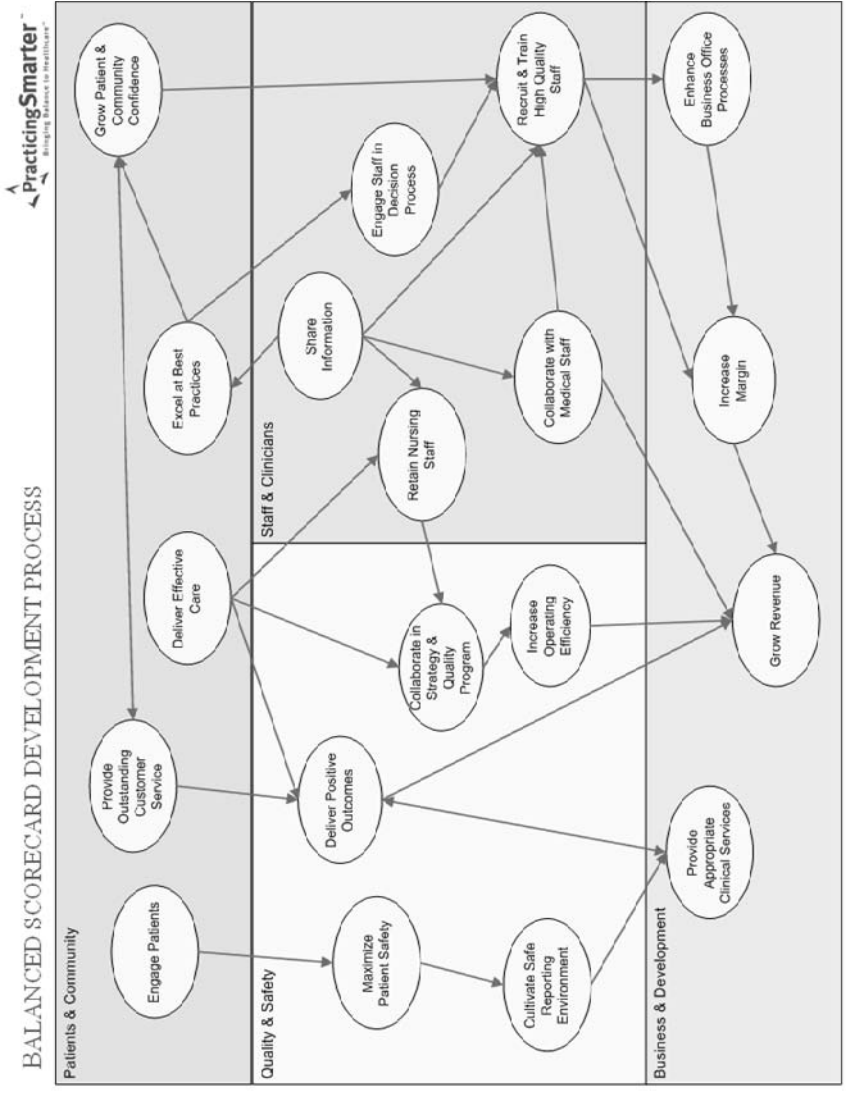 BALANCED SCORECARD DEVELOPMENT PROCESS
PracticingSmarter™
Bringing Balance to Healthcare™
Patients & Community
Engage Patients
Provide
Outstanding
Customer
Service
Deliver Effective
Care
Excel at Best
Practices
Grow Patient &
Community
Confidence
Quality & Safety
Maximize
Patient Safety
Cultivate Safe
Reporting
Environment
Deliver Positive
Outcomes
Collaborate in
Strategy &
Quality
Program
Increase
Operating
Efficiency
Staff & Clinicians
Retain Nursing
Staff
Share
Information
Engage Staff in
Decision
Process
Collaborate with
Medical Staff
Recruit & Train
High Quality
Staff
Business & Development
Provide
Appropriate
Clinical Services
Grow Revenue
Increase
Margin
Enhance
Business Office
Processes